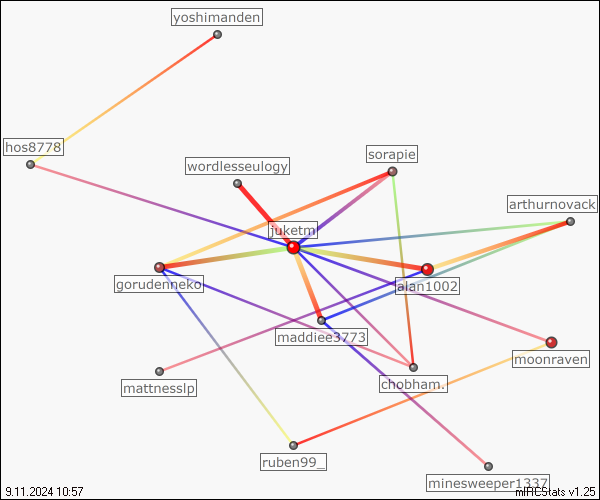 yoshimanden
hos8778
wordlesseulogy
sorapie
arthurnovack
juketm
gorudenneko
alan1002
maddiee3773
moonraven
mattnesslp
chobham.
ruben99_
minesweeper1337
9.11.2024 10:57
mIRCStats v1.25